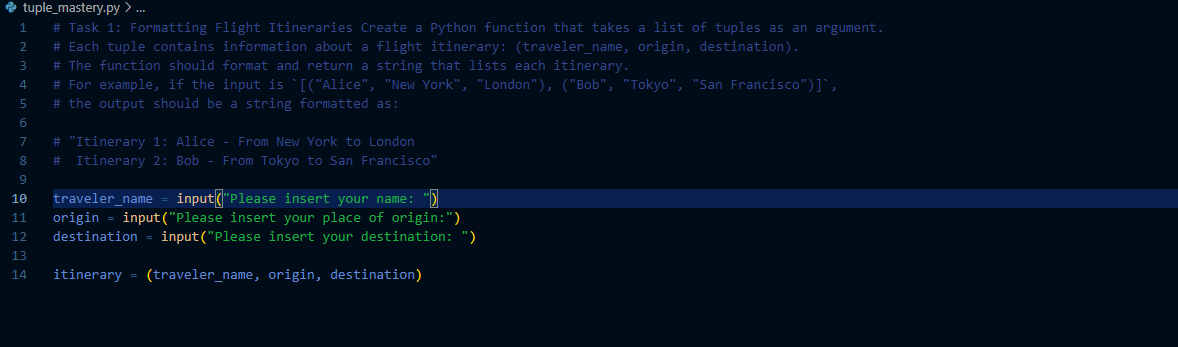 tuple_mastery.py > ...
1 # Task 1: Formatting Flight Itineraries Create a Python function that takes a list of tuples as an argument.
2 # Each tuple contains information about a flight itinerary: (traveler_name, origin, destination).
3 # The function should format and return a string that lists each itinerary.
4 # For example, if the input is `[("Alice", "New York", "London"), ("Bob", "Tokyo", "San Francisco")]`,
5 # the output should be a string formatted as:
6
7 # "Itinerary 1: Alice - From New York to London
8 #  Itinerary 2: Bob - From Tokyo to San Francisco"
9
10 traveler_name = input("Please insert your name: ")
11 origin = input("Please insert your place of origin:")
12 destination = input("Please insert your destination: ")
13
14 itinerary = (traveler_name, origin, destination)